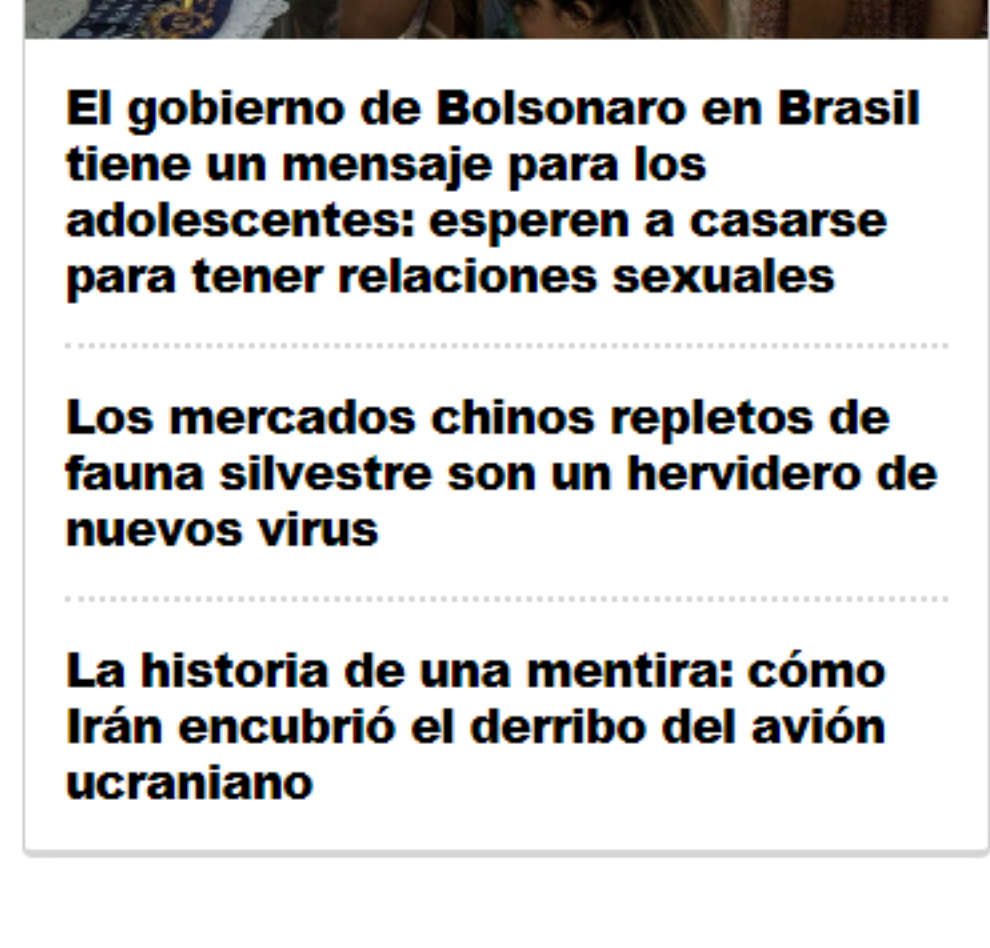 El gobierno de Bolsonaro en Brasil
tiene un mensaje para los
adolescentes: esperen a casarse
para tener relaciones sexuales
Los mercados chinos repletos de
fauna silvestre son un hervidero de
nuevos virus
La historia de una mentira: cómo
Irán encubrió el derribo del avión
ucraniano